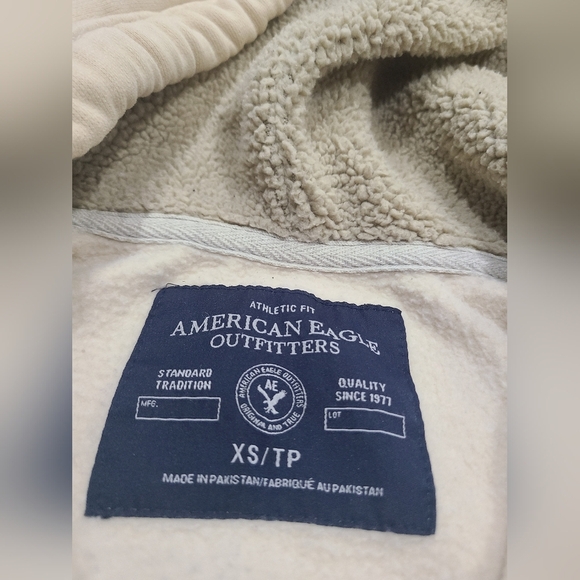 ATHLETIC FIT
AMERICAN EAGLE
OUTFITTERS
STANDARD
TRADITION
MFG.
AMERICAN EAGLE OUTFITTERS
AE
GENUINE AND TRUE
QUALITY
SINCE 1977
LOT
XS/TP
MADE IN PAKISTAN/FABRIQUÉ AU PAKISTAN